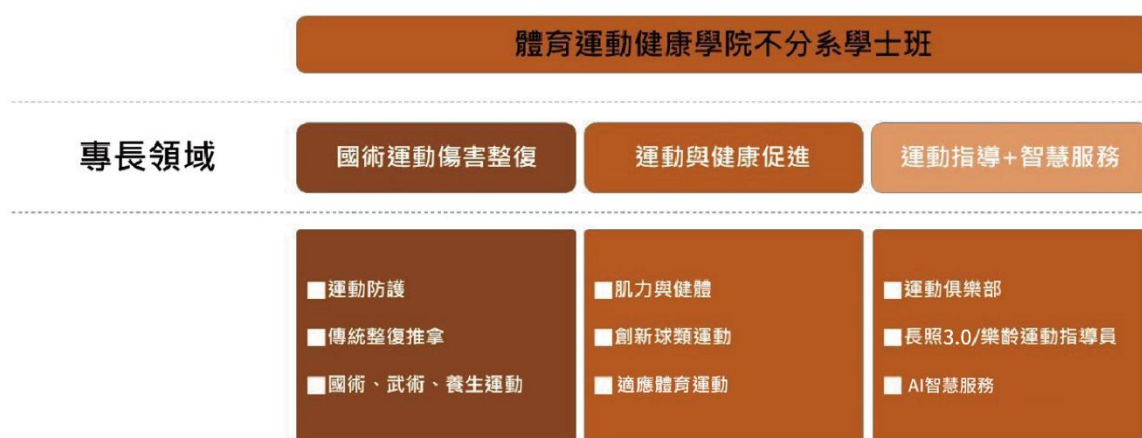 體育運動健康學院不分系學士班
專長領域
國術運動傷害整復
運動與健康促進
運動指導+智慧服務
運動防護
傳統整復推拿
國術、武術、養生運動
肌力與健體
創新球類運動
適應體育運動
運動俱樂部
長照3.0/樂齡運動指導員
AI智慧服務